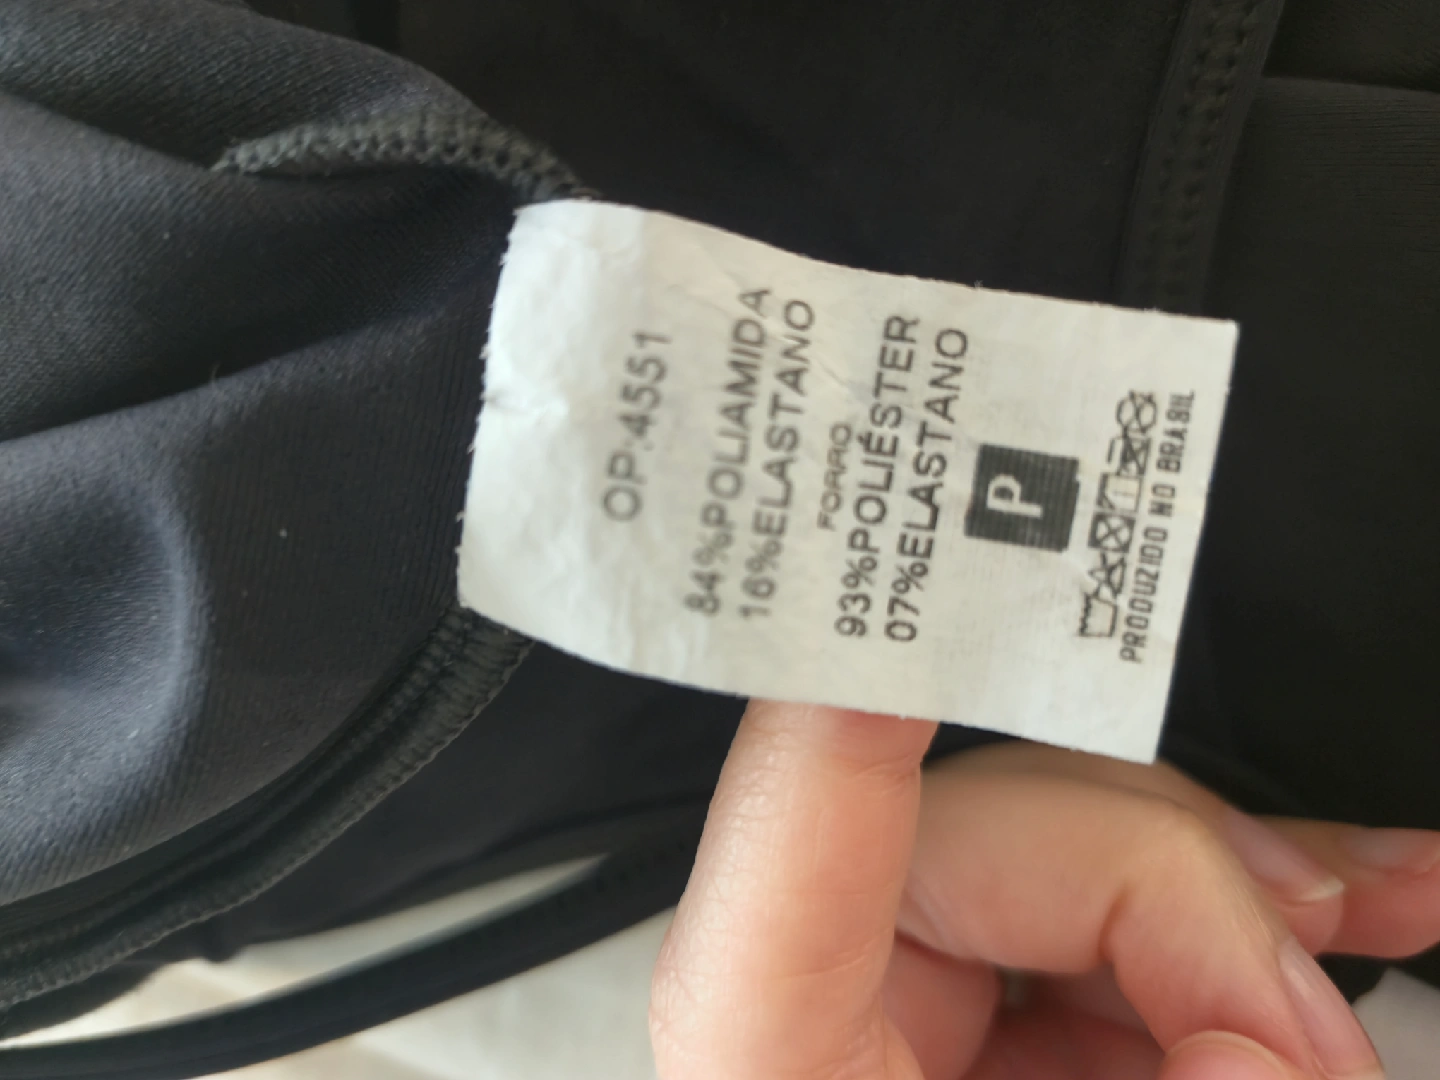 OP:4551
84%POLIAMIDA
16%ELASTANO
FORRO
93%POLIÉSTER
07%ELASTANO
P
PRODUZIDO NO BRASIL